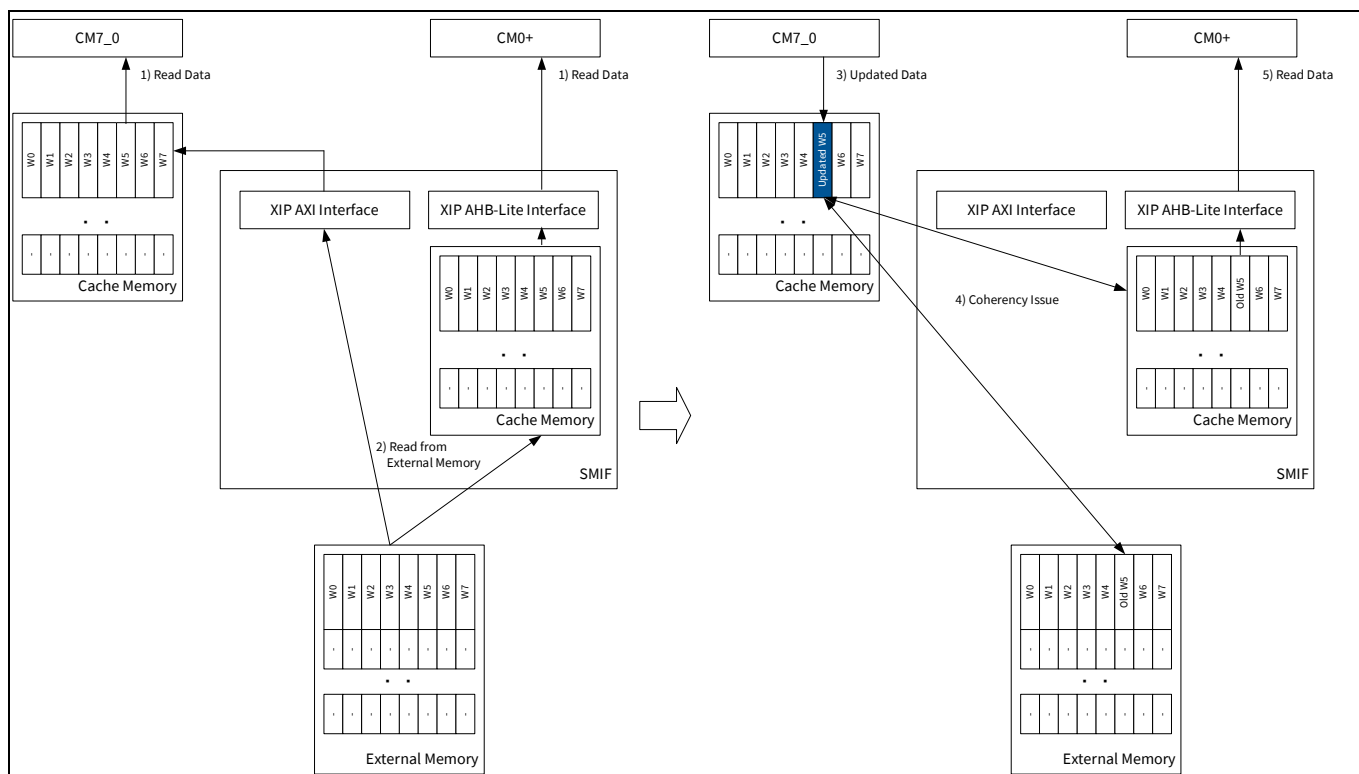 CM7_0
CM0+
1) Read Data
1) Read Data
W0 W1 W2 W3 W4 W5 W6 W7
. .
- - - - - - - -
Cache Memory
XIP AXI Interface
XIP AHB-Lite Interface
W0 W1 W2 W3 W4 W5 W6 W7
. .
- - - - - - - -
Cache Memory
2) Read from
External Memory
SMIF
W0 W1 W2 W3 W4 W5 W6 W7
- - - - - - - -
. .
- - - - - - - -
External Memory
CM7_0
CM0+
3) Updated Data
5) Read Data
W0 W1 W2 W3 W4 Updated W5 W6 W7
. .
- - - - - - - -
Cache Memory
XIP AXI Interface
XIP AHB-Lite Interface
4) Coherency Issue
W0 W1 W2 W3 W4 Old W5 W6 W7
. .
- - - - - - - -
Cache Memory
SMIF
W0 W1 W2 W3 W4 Old W5 W6 W7
- - - - - - - -
. .
- - - - - - - -
External Memory